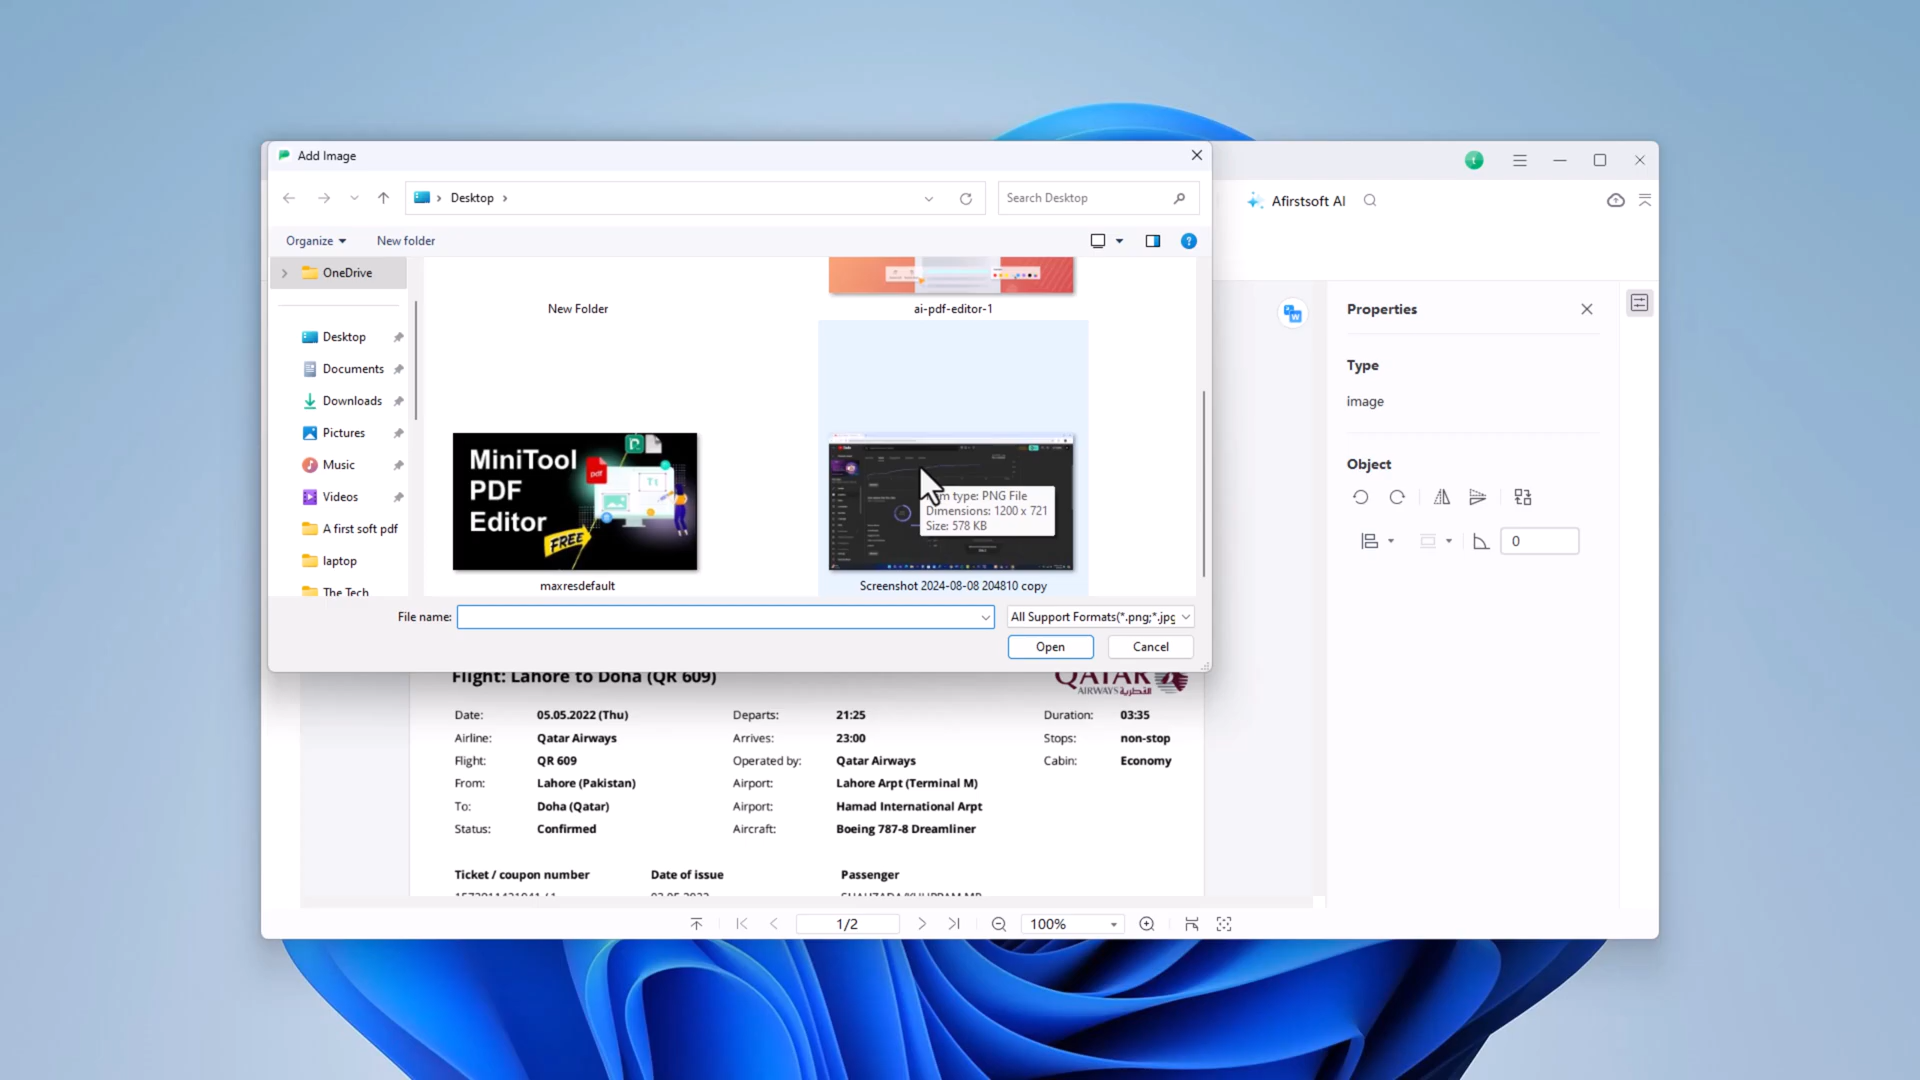 Add Image
Desktop
Search Desktop
Afirstsoft AI
Organize
New folder
OneDrive
Desktop
Documents
Downloads
Pictures
Music
Videos
A first soft pdf
laptop
The Tech
New Folder
ai-pdf-editor-1
MiniTool
PDF
Editor
FREE
pdf
maxresdefault
type: PNG File
Dimensions: 1200 x 721
Size: 578 KB
Screenshot 2024-08-08 204810 copy
File name:
All Support Formats(*.png;*.jpg
Open
Cancel
Properties
Type
image
Object
0
Flight: Lahore to Doha (QR 609)
QATAR
AIRWAYS القطرية
Date: 05.05.2022 (Thu) Departs: 21:25 Duration: 03:35
Airline: Qatar Airways Arrives: 23:00 Stops: non-stop
Flight: QR 609 Operated by: Qatar Airways Cabin: Economy
From: Lahore (Pakistan) Airport: Lahore Arpt (Terminal M)
To: Doha (Qatar) Airport: Hamad International Arpt
Status: Confirmed Aircraft: Boeing 787-8 Dreamliner
Ticket / coupon number Date of issue Passenger
1/2
100%